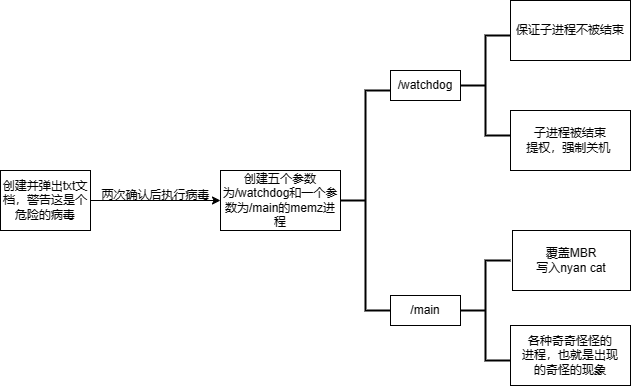 保证子进程不被结束
/watchdog
子进程被结束
提权，强制关机
创建并弹出txt文
档，警告这是个
危险的病毒
两次确认后执行病毒
创建五个参数
为/watchdog和一个参
数为/main的memz进
程
覆盖MBR
写入nyan cat
/main
各种奇奇怪怪的
进程，也就是出现
的奇怪的现象